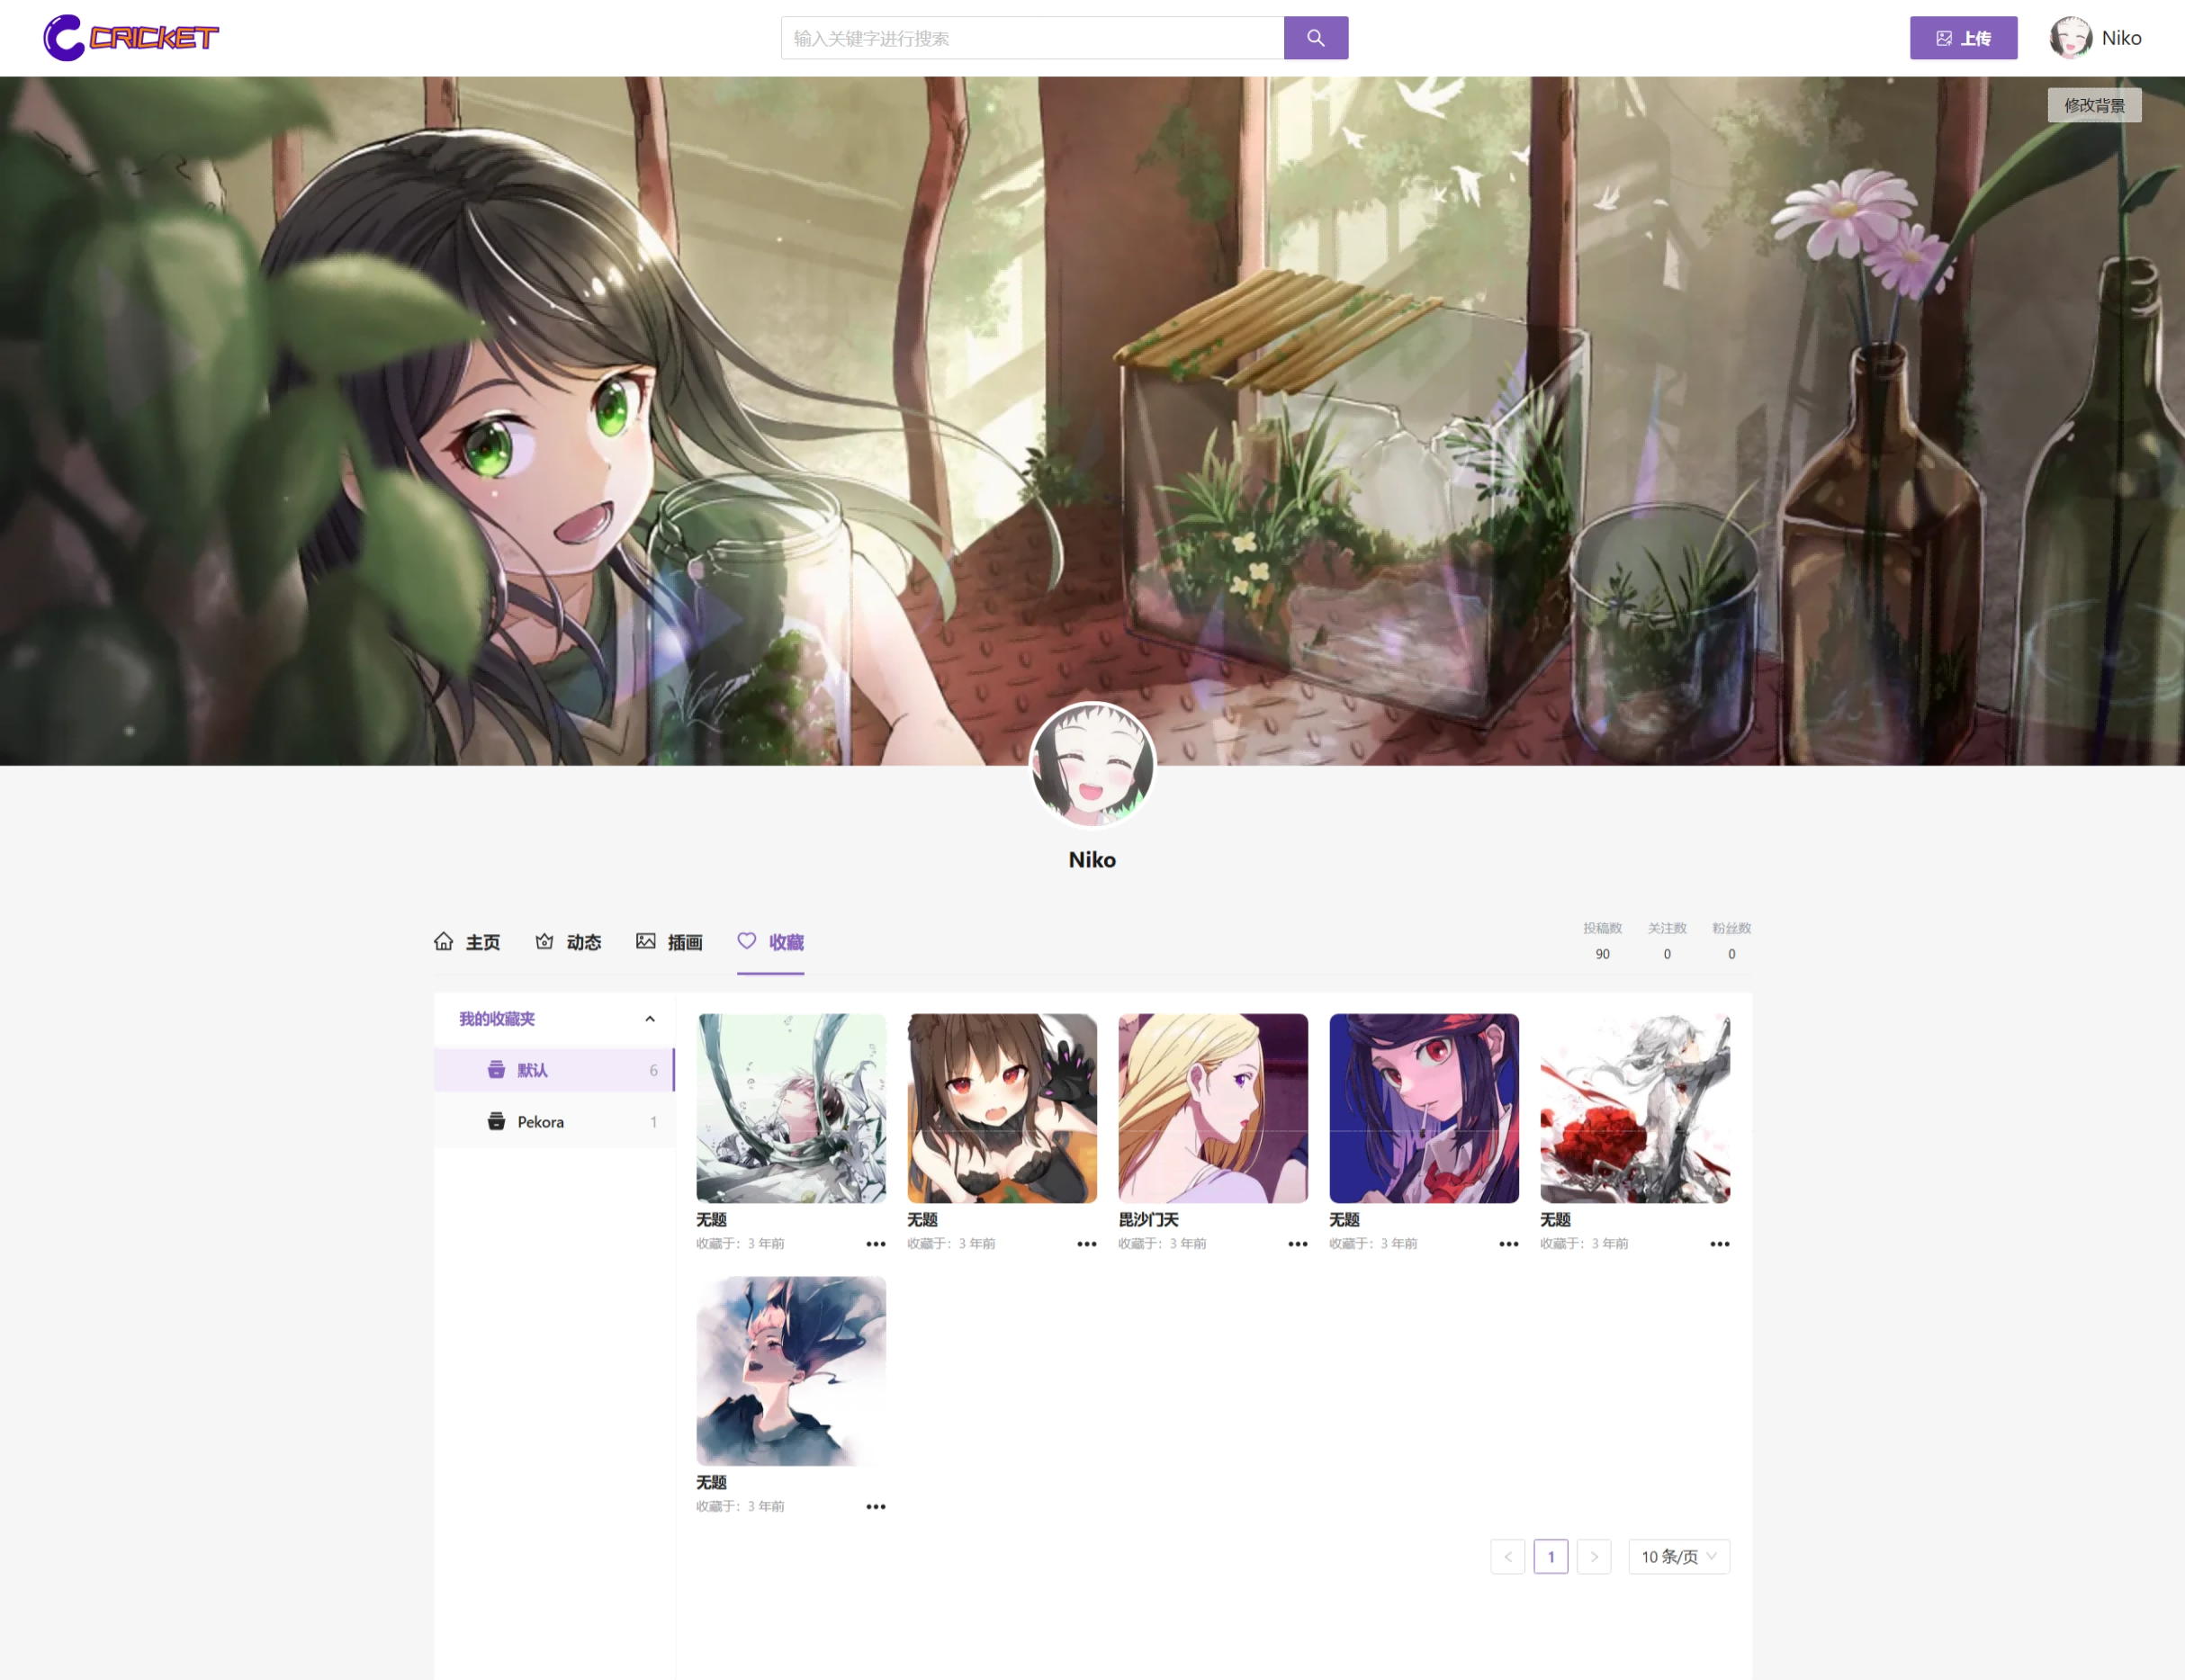 CRICKET
输入关键字进行搜索
上传
Niko
修改背景
Niko
主页
动态
插画
收藏
投稿数
关注数
粉丝数
90
0
0
我的收藏夹
默认
6
Pekora
1
无题
收藏于：3 年前
无题
收藏于：3 年前
毘沙门天
收藏于：3 年前
无题
收藏于：3 年前
无题
收藏于：3 年前
无题
收藏于：3 年前
1
10 条/页